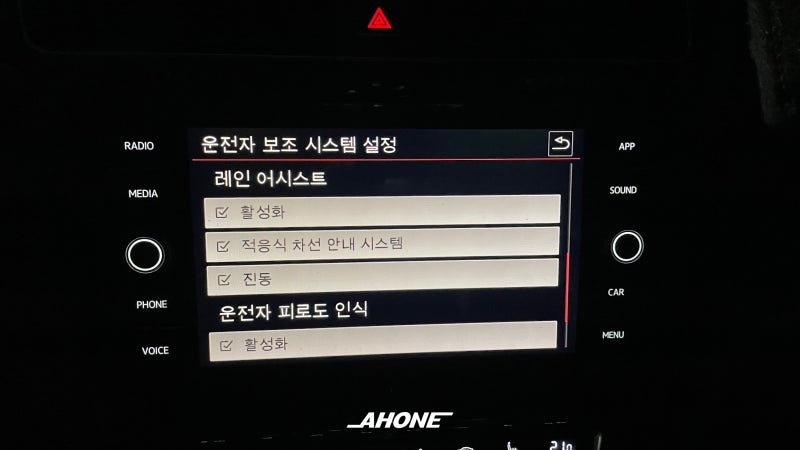 RADIO
MEDIA
PHONE
VOICE
운전자 보조 시스템 설정
레인 어시스트
활성화
적응식 차선 안내 시스템
진동
운전자 피로도 인식
활성화
APP
SOUND
CAR
MENU
AHONE